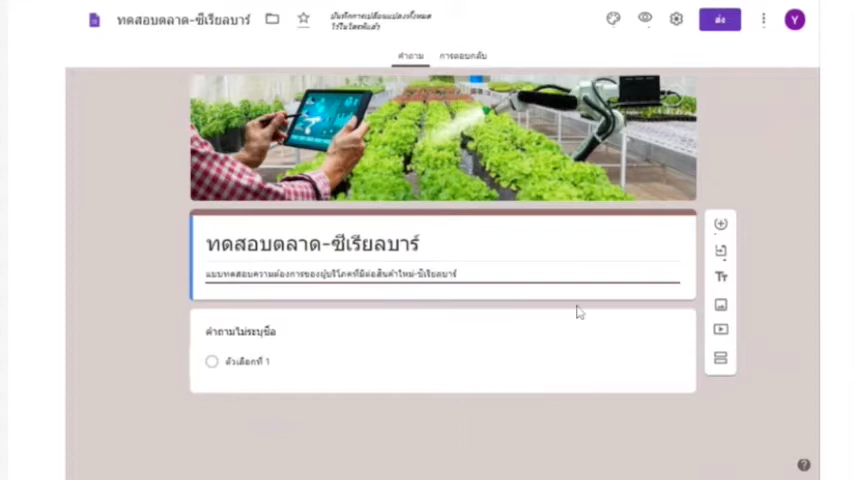 ทดสอบตลาด-ซีเรียลบาร์
บันทึกการเปลี่ยนแปลงทั้งหมด
ไว้ในไดรฟ์แล้ว
ส่ง
Y
คำถาม
การตอบกลับ
ทดสอบตลาด-ซีเรียลบาร์
แบบทดสอบความต้องการของผู้บริโภคที่มีต่อสินค้าใหม่-ซีเรียลบาร์
คำถามไม่ระบุชื่อ
ตัวเลือกที่ 1